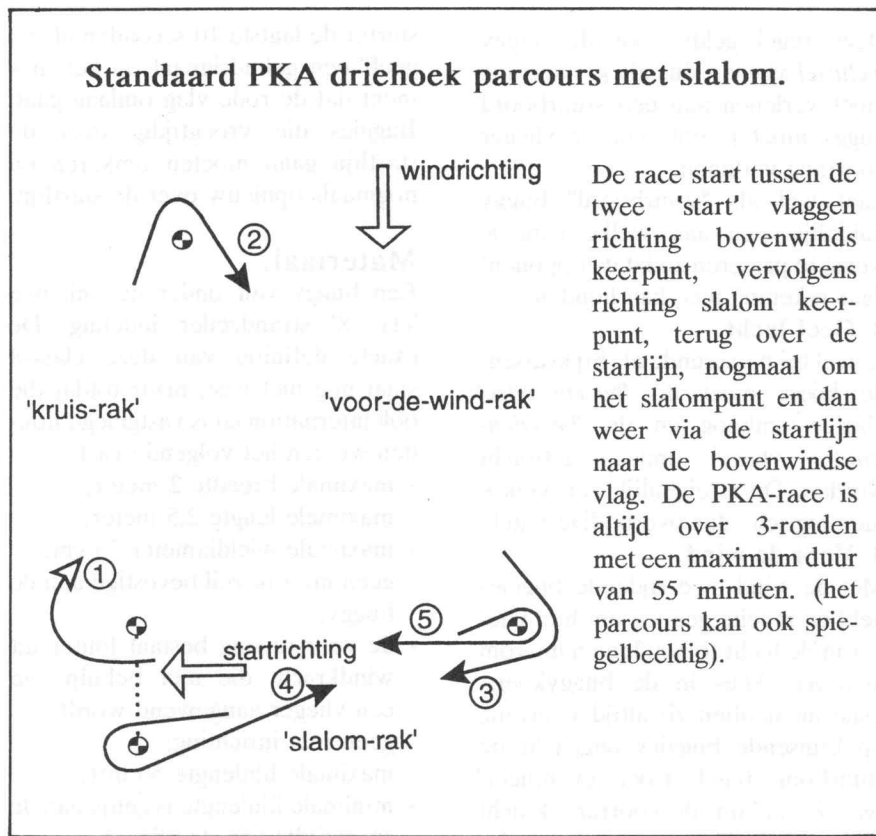 Standaard PKA driehoek parcours met slalom.
windrichting
②
'kruis-rak'
'voor-de-wind-rak'
①
⑤
startrichting
④
③
'slalom-rak'
De race start tussen de
twee 'start' vlaggen
richting bovenwinds
keerpunt, vervolgens
richting slalom keer-
punt, terug over de
startlijn, nogmaal om
het slalompunt en dan
weer via de startlijn
naar de bovenwindse
vlag. De PKA-race is
altijd over 3-ronden
met een maximum duur
van 55 minuten. (het
parcours kan ook spie-
gelbeeldig).